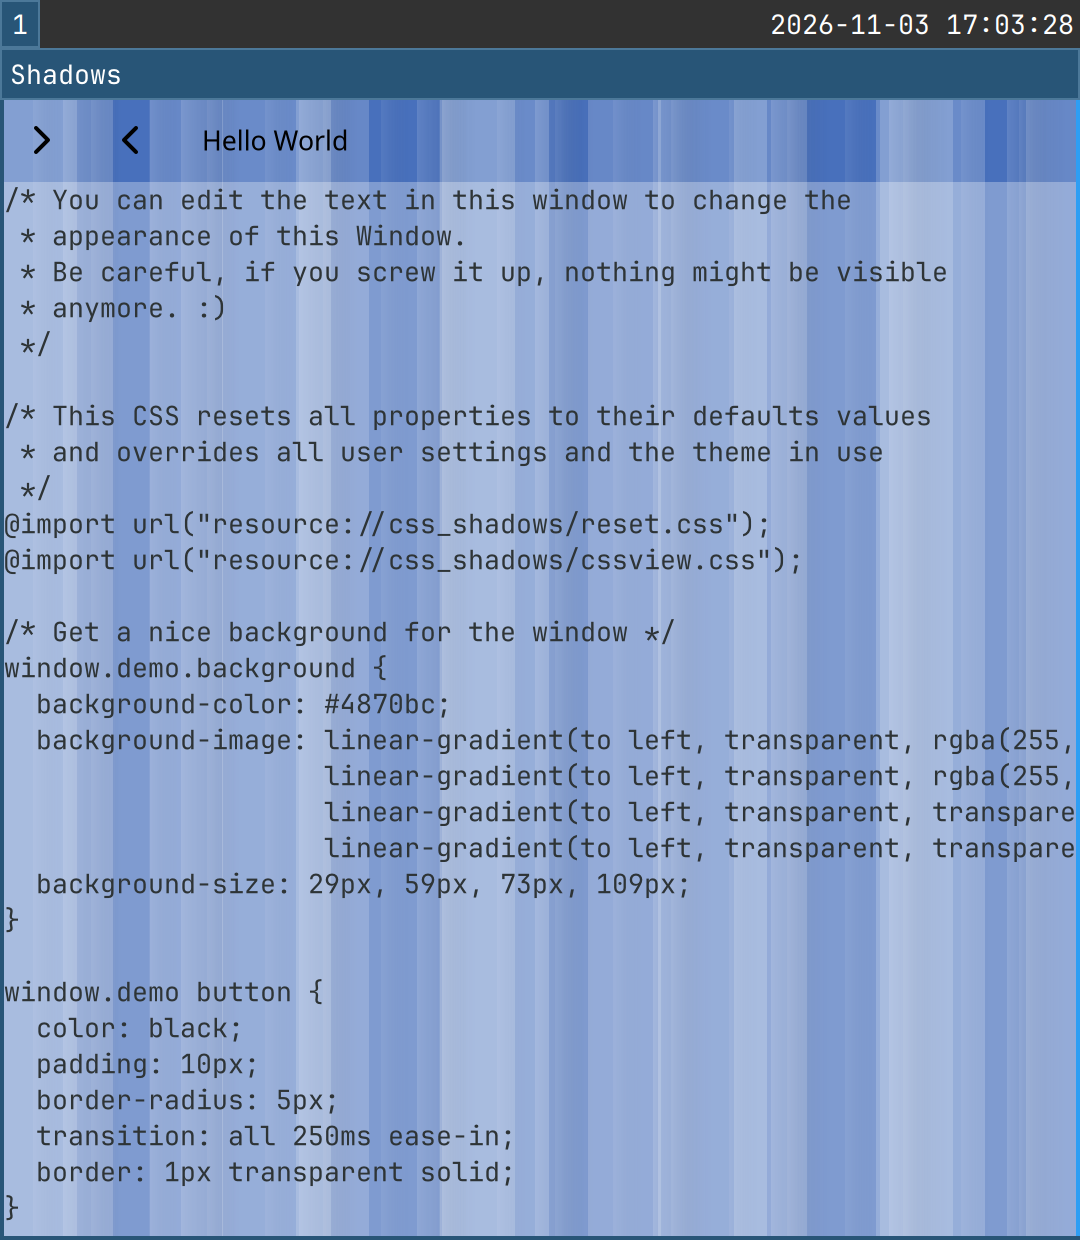 1 2026-11-03 17:03:28
Shadows
Hello World
/* You can edit the text in this window to change the
 * appearance of this Window.
 * Be careful, if you screw it up, nothing might be visible
 * anymore. :)
 */
/* This CSS resets all properties to their defaults values
 * and overrides all user settings and the theme in use
 */
@import url("resource://css_shadows/reset.css");
@import url("resource://css_shadows/cssview.css");
/* Get a nice background for the window */
window.demo.background {
  background-color: #4870bc;
  background-image: linear-gradient(to left, transparent, rgba(255,
                    linear-gradient(to left, transparent, rgba(255,
                    linear-gradient(to left, transparent, transpare
                    linear-gradient(to left, transparent, transpare
  background-size: 29px, 59px, 73px, 109px;
}
window.demo button {
  color: black;
  padding: 10px;
  border-radius: 5px;
  transition: all 250ms ease-in;
  border: 1px transparent solid;
}